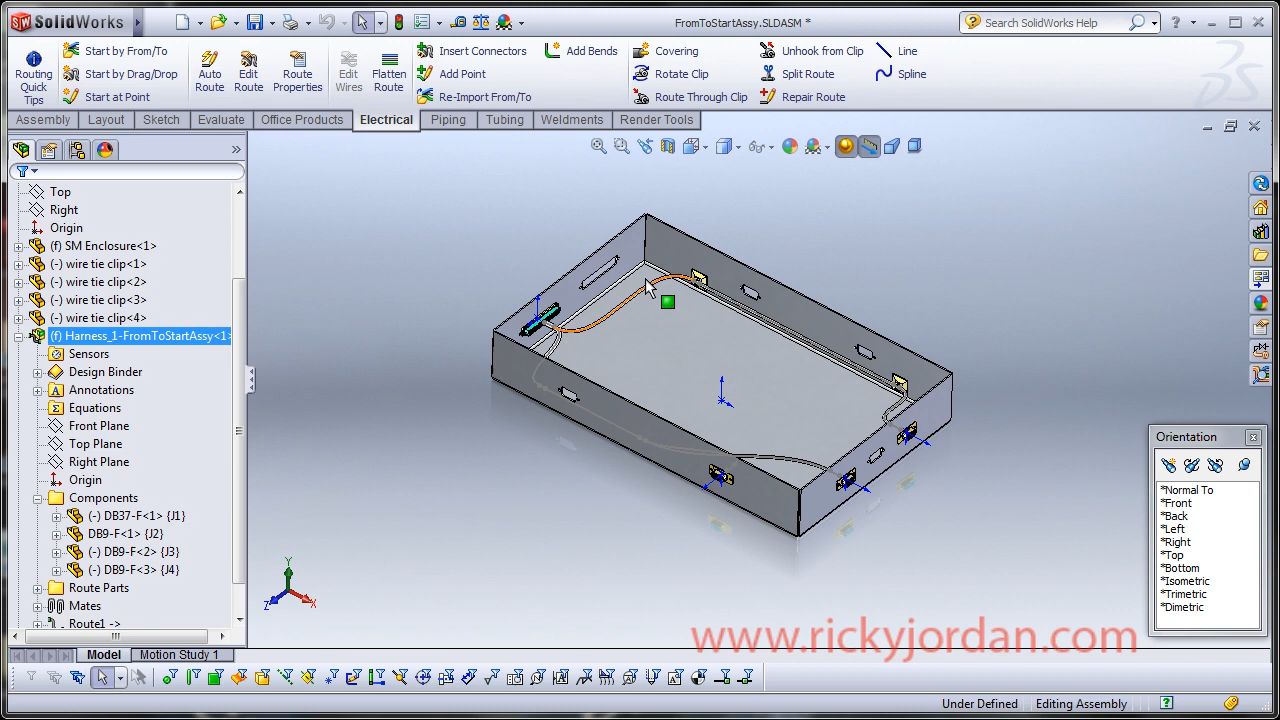 SolidWorks
FromToStartAssy.SLDASM *
Search SolidWorks Help
Routing Quick Tips
Start by From/To
Start by Drag/Drop
Start at Point
Auto Route
Edit Route
Route Properties
Edit Wires
Flatten Route
Insert Connectors
Add Point
Re-Import From/To
Add Bends
Covering
Rotate Clip
Route Through Clip
Unhook from Clip
Split Route
Repair Route
Line
Spline
Assembly Layout Sketch Evaluate Office Products Electrical Piping Tubing Weldments Render Tools
Top
Right
Origin
(f) SM Enclosure<1>
(-) wire tie clip<1>
(-) wire tie clip<2>
(-) wire tie clip<3>
(-) wire tie clip<4>
(f) Harness_1-FromToStartAssy<1>
Sensors
Design Binder
Annotations
Equations
Front Plane
Top Plane
Right Plane
Origin
Components
(-) DB37-F<1> {J1}
DB9-F<1> {J2}
(-) DB9-F<2> {J3}
(-) DB9-F<3> {J4}
Route Parts
Mates
Route1 ->
Y
Z
X
Orientation
*Normal To
*Front
*Back
*Left
*Right
*Top
*Bottom
*Isometric
*Trimetric
*Dimetric
www.rickyjordan.com
Model Motion Study 1
Under Defined Editing Assembly